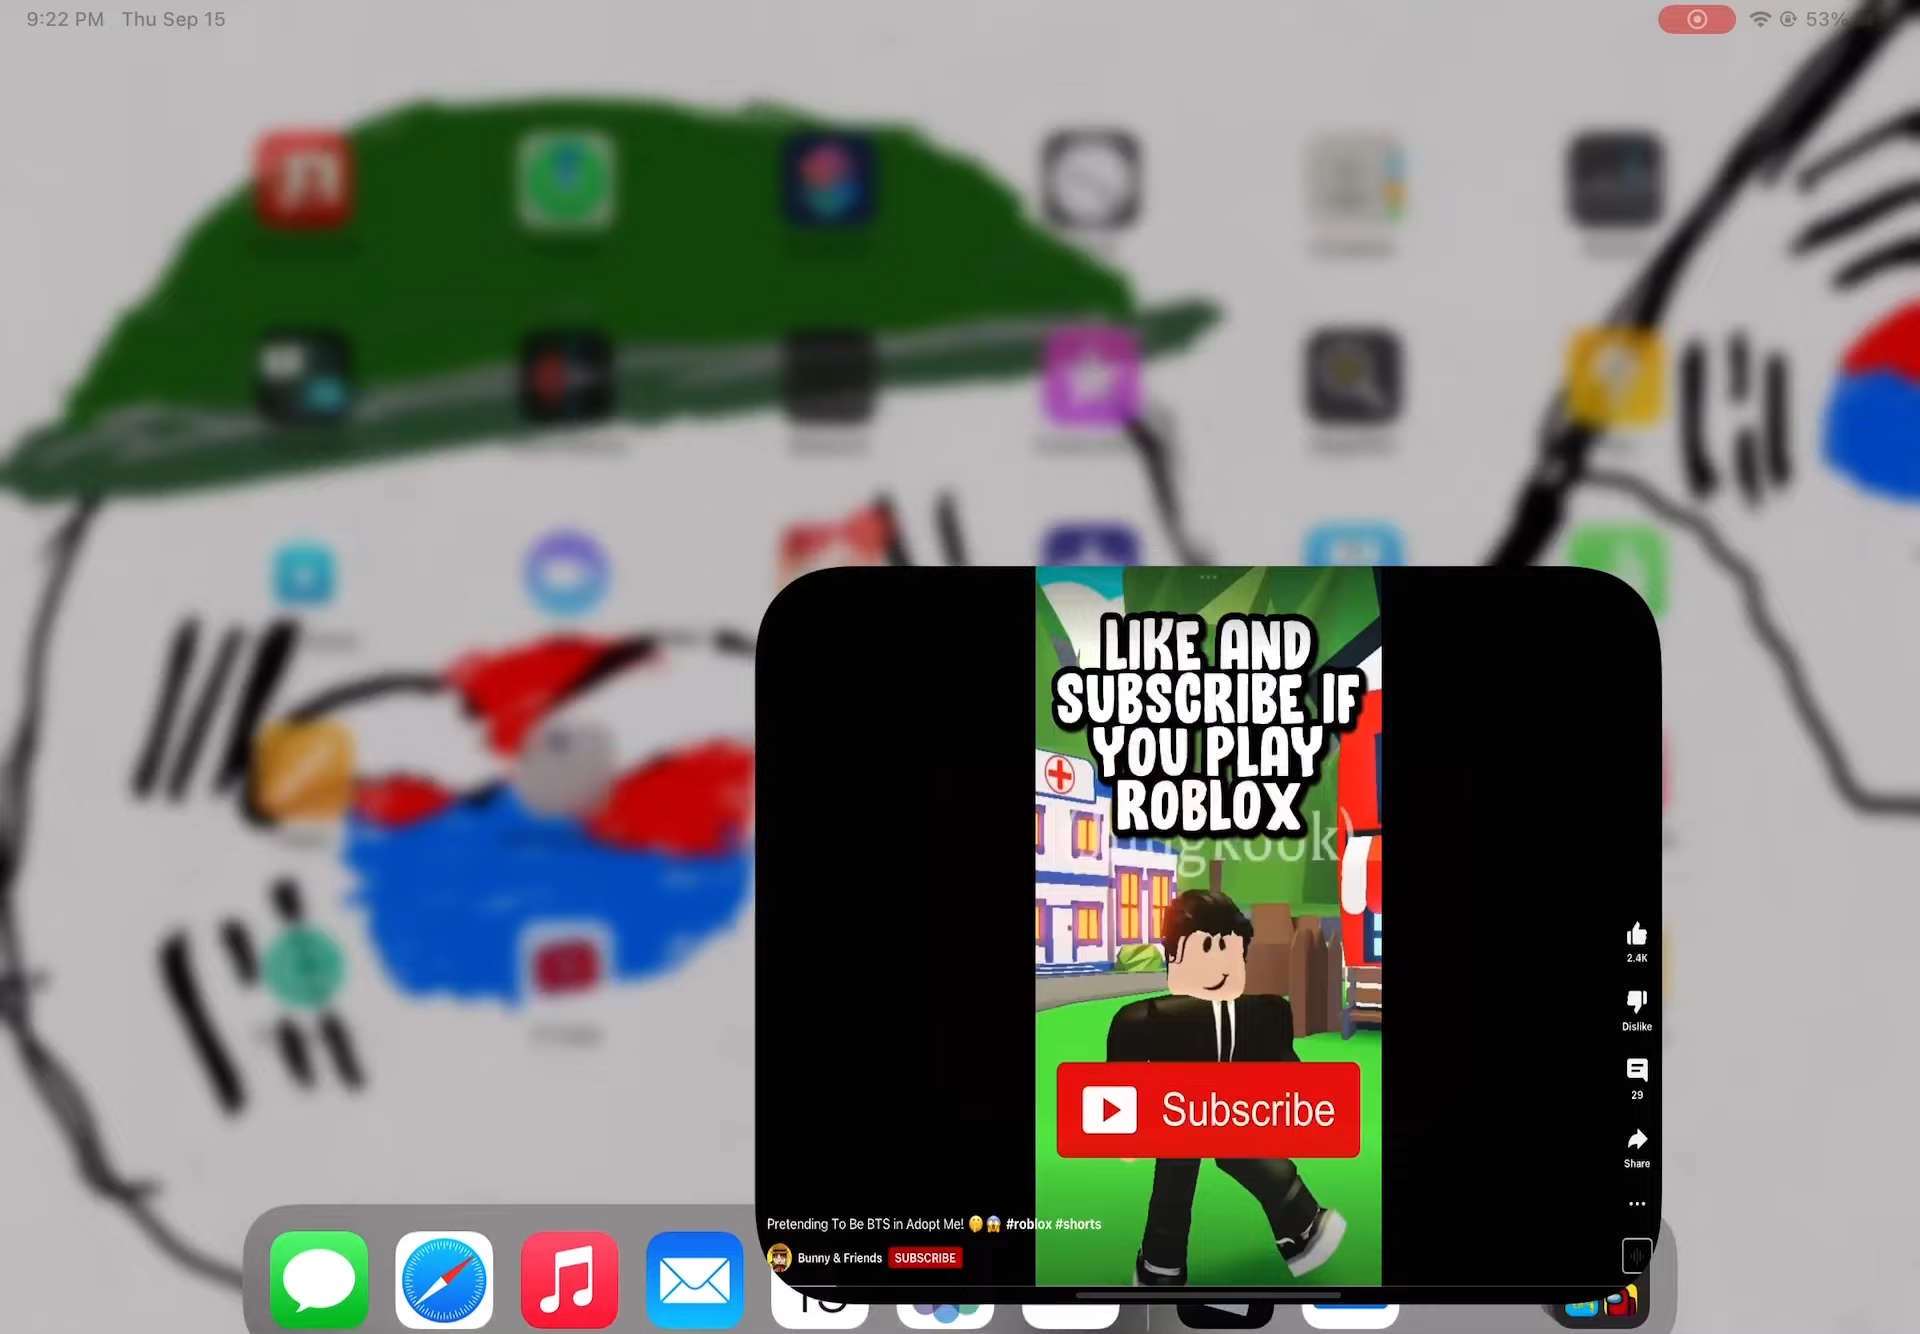 9:22 PM Thu Sep 15
53%
LIKE AND
SUBSCRIBE IF
YOU PLAY
ROBLOX
Subscribe
2.4K
Dislike
29
Share
Pretending To Be BTS in Adopt Me! 🤫😱 #roblox #shorts
Bunny & Friends SUBSCRIBE